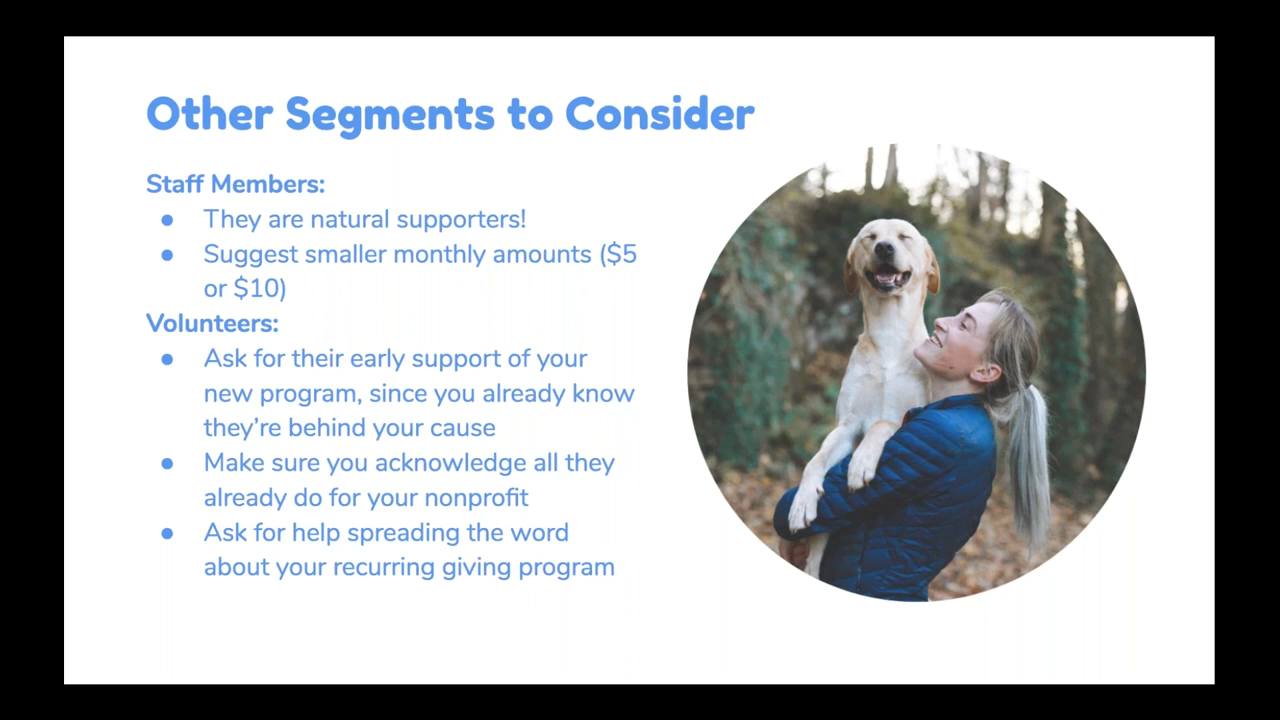 Other Segments to Consider
Staff Members:
● They are natural supporters!
● Suggest smaller monthly amounts ($5
or $10)
Volunteers:
● Ask for their early support of your
new program, since you already know
they’re behind your cause
● Make sure you acknowledge all they
already do for your nonprofit
● Ask for help spreading the word
about your recurring giving program